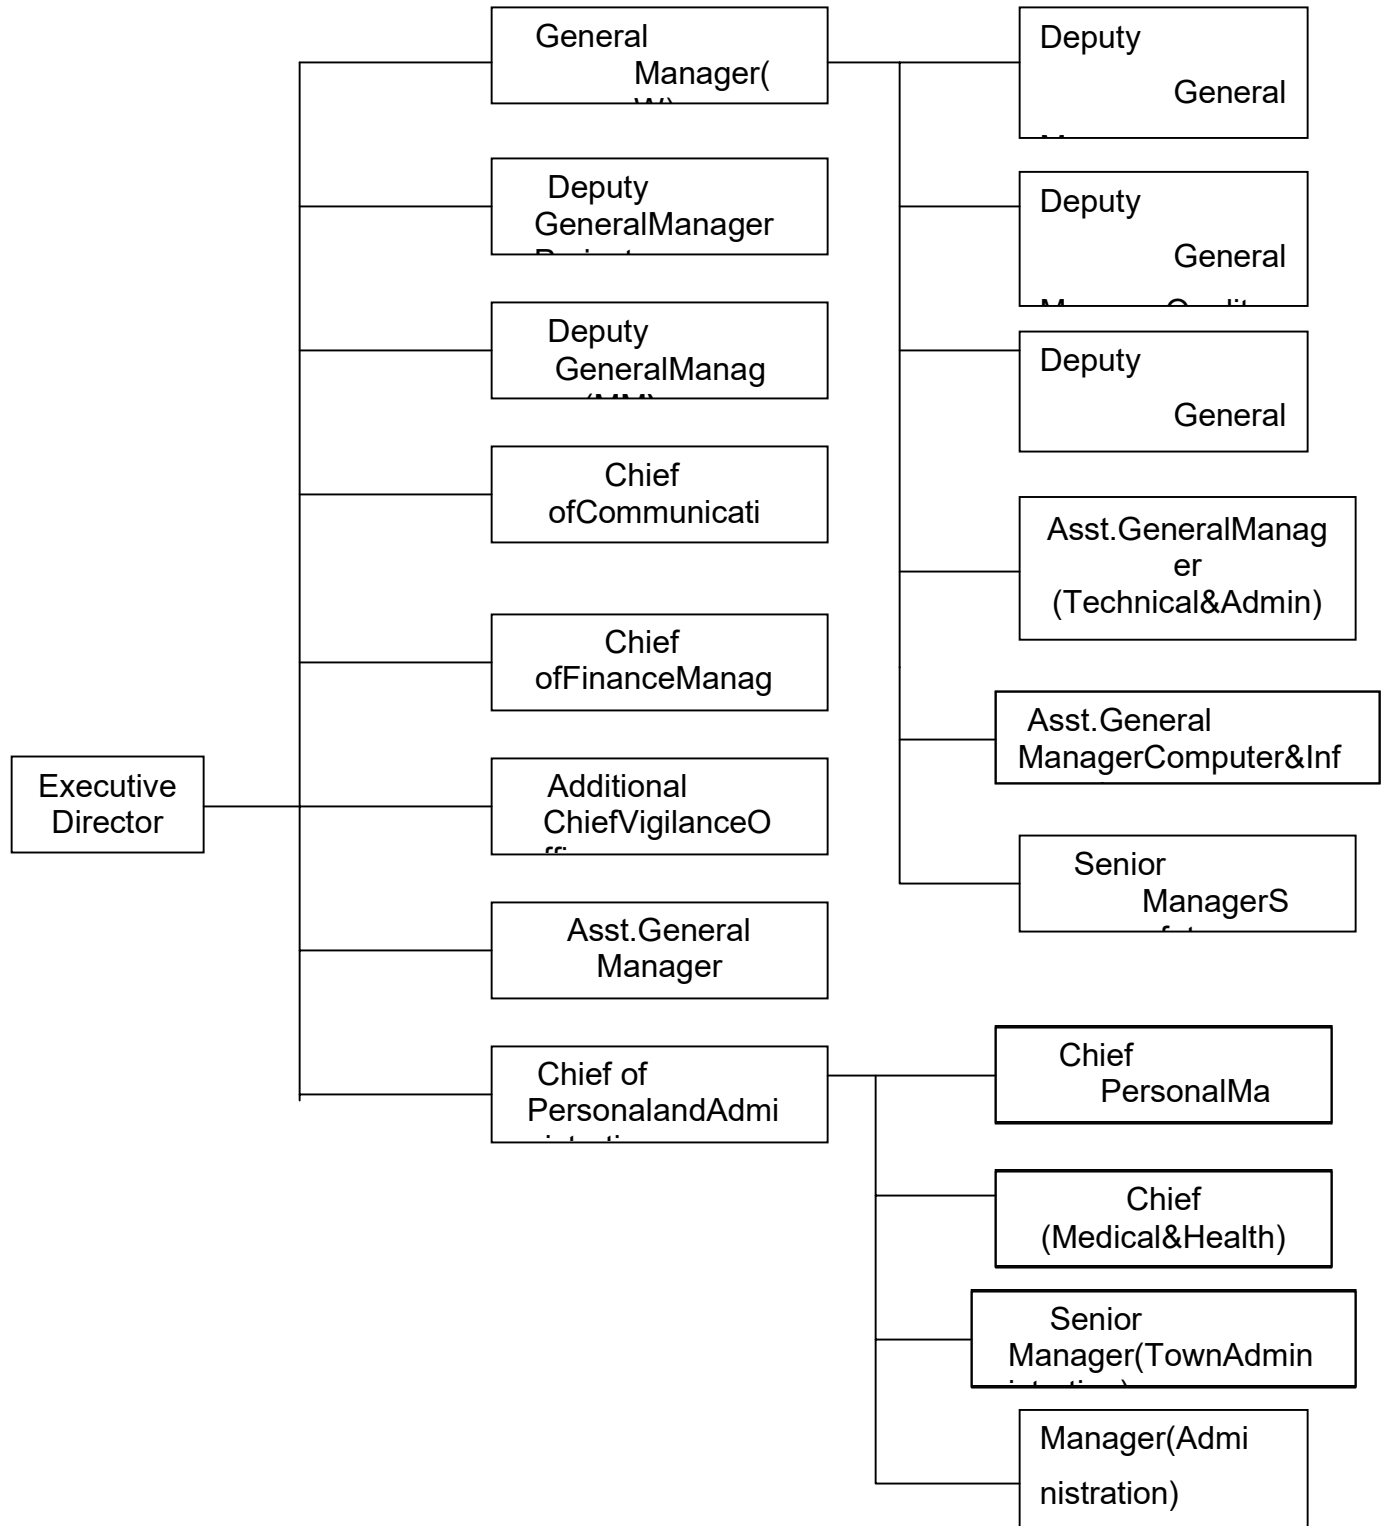 General
Manager(
Deputy
GeneralManager
Deputy
GeneralManag
Chief
ofCommunicati
Chief
ofFinanceManag
Executive
Director
Additional
ChiefVigilanceO
Asst.General
Manager
Chief of
PersonalandAdmi
Deputy
General
Deputy
General
Deputy
General
Asst.GeneralManag
er
(Technical&Admin)
Asst.General
ManagerComputer&Inf
Senior
ManagerS
Chief
PersonalMa
Chief
(Medical&Health)
Senior
Manager(TownAdmin
Manager(Admi
nistration)